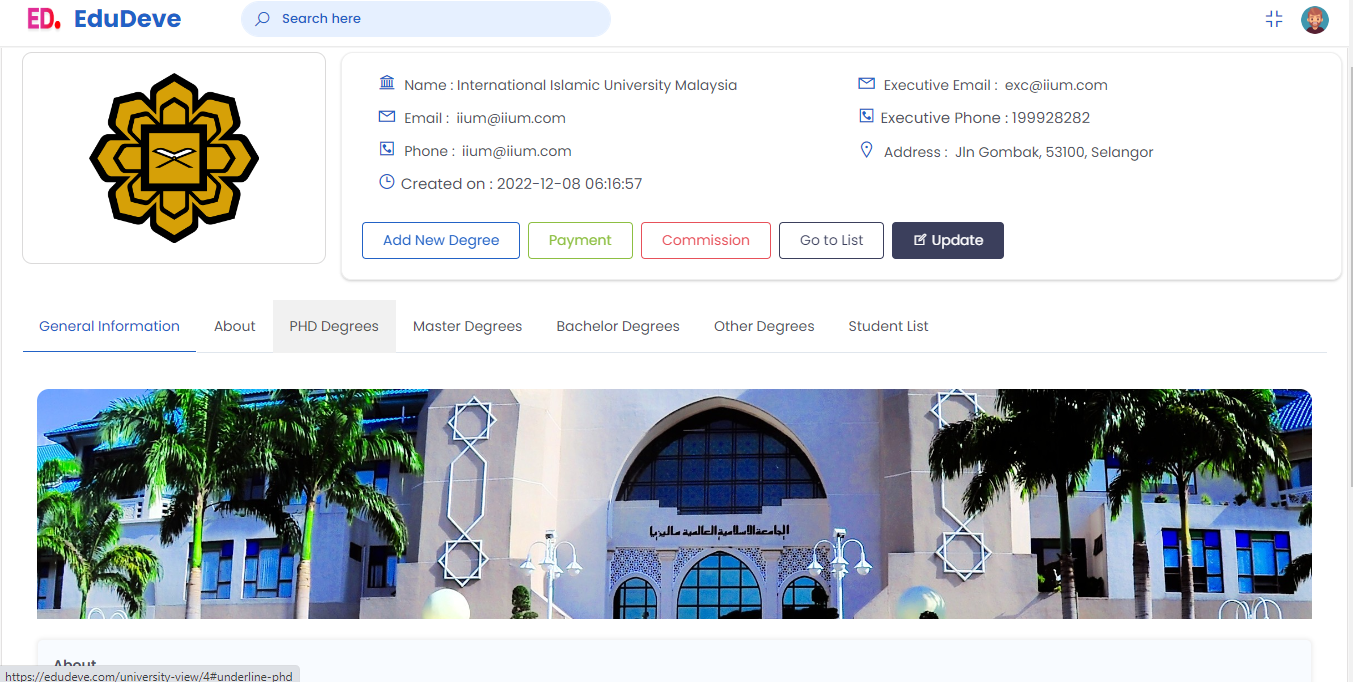 ED. EduDeve
Search here
Name : International Islamic University Malaysia
Email : iium@iium.com
Phone : iium@iium.com
Created on : 2022-12-08 06:16:57
Executive Email : exc@iium.com
Executive Phone : 199928282
Address : Jln Gombak, 53100, Selangor
Add New Degree
Payment
Commission
Go to List
Update
General Information
About
PHD Degrees
Master Degrees
Bachelor Degrees
Other Degrees
Student List
الجامعة الاسلامية العالمية ماليزيا
About
https://edudeve.com/university-view/4#underline-phd